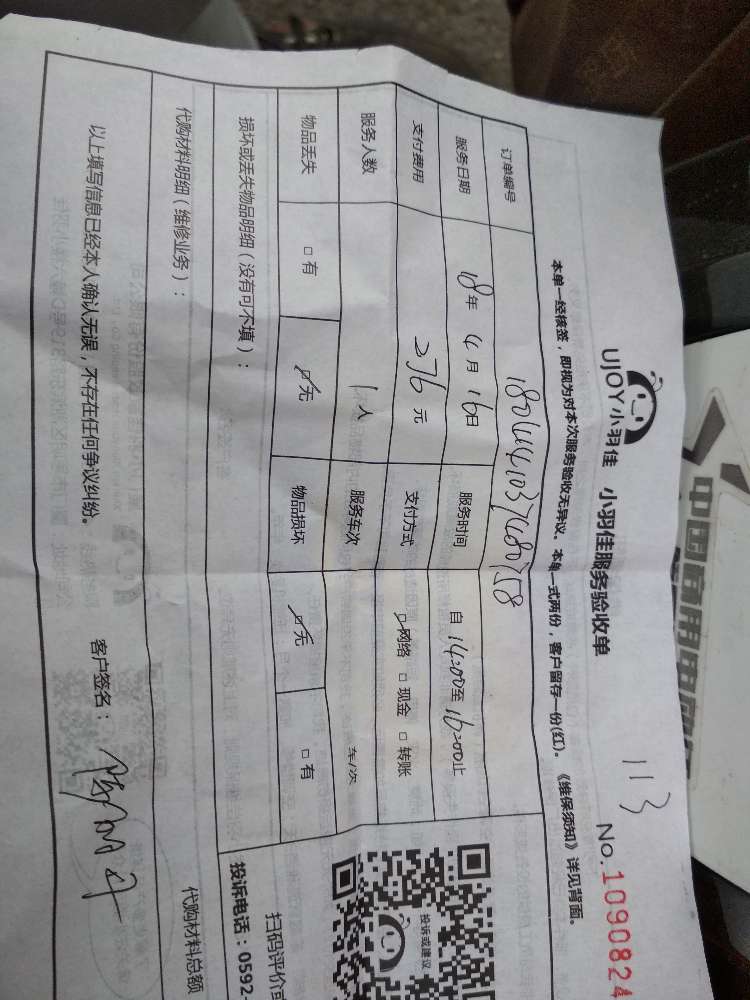 113
UJOY小羽佳 小羽佳服务验收单 No.1090824
本单一经核签，即视为对本次服务验收无异议、本单一式两份，客户留存一份(红)。《维保须知》详见背面。
订单编号
服务日期 18年 4月 16日 服务时间 自 14:00至 16:00止
支付费用 276元 支付方式 □网络 □现金 □转账
服务人数 1人 服务车次 车/次
物品丢失 □有 □无 物品损坏 □无 □有
损坏或丢失物品明细（没有可不填）：
投诉或建议
扫码评价
投诉电话：0592-
代购材料明细（维修业务）：
代购材料总额
以上填写信息已经本人确认无误，不存在任何争议纠纷。 客户签名：
中国商用